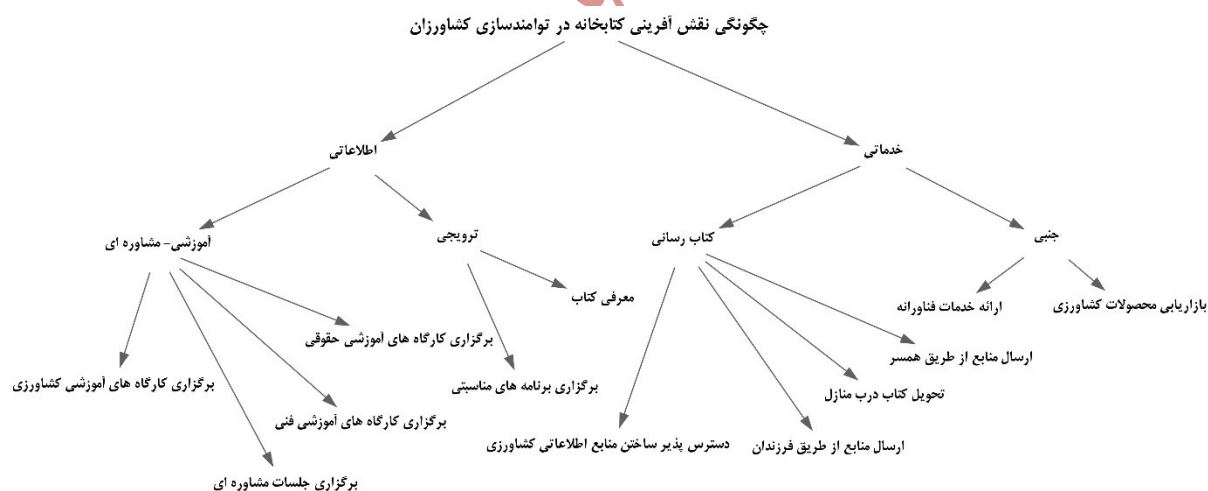 چگونگی نقش آفرینی کتابخانه در توامندسازی کشاورزان
خدماتی
اطلاعاتی
جنبی
کتاب رسانی
ترویجی
آموزشی- مشاوره ای
بازاریابی محصولات کشاورزی
ارائه خدمات فناورانه
ارسال منابع از طریق همسر
تحویل کتاب درب منازل
ارسال منابع از طریق فرزندان
دسترس پذیر ساختن منابع اطلاعاتی کشاورزی
معرفی کتاب
برگزاری برنامه های مناسبتی
برگزاری کارگاه های آموزشی حقوقی
برگزاری کارگاه های آموزشی فنی
برگزاری جلسات مشاوره ای
برگزاری کارگاه های آموزشی کشاورزی